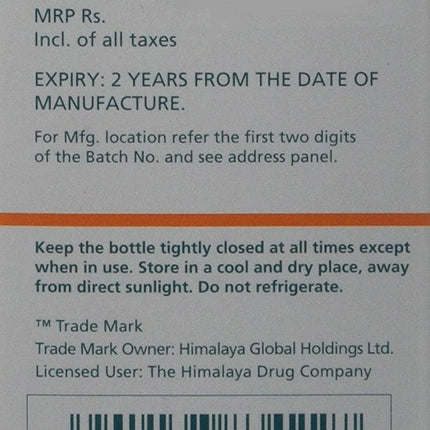 MRP Rs.
Incl. of all taxes
EXPIRY: 2 YEARS FROM THE DATE OF
MANUFACTURE.
For Mfg. location refer the first two digits
of the Batch No. and see address panel.
Keep the bottle tightly closed at all times except
when in use. Store in a cool and dry place, away
from direct sunlight. Do not refrigerate.
™ Trade Mark
Trade Mark Owner: Himalaya Global Holdings Ltd.
Licensed User: The Himalaya Drug Company